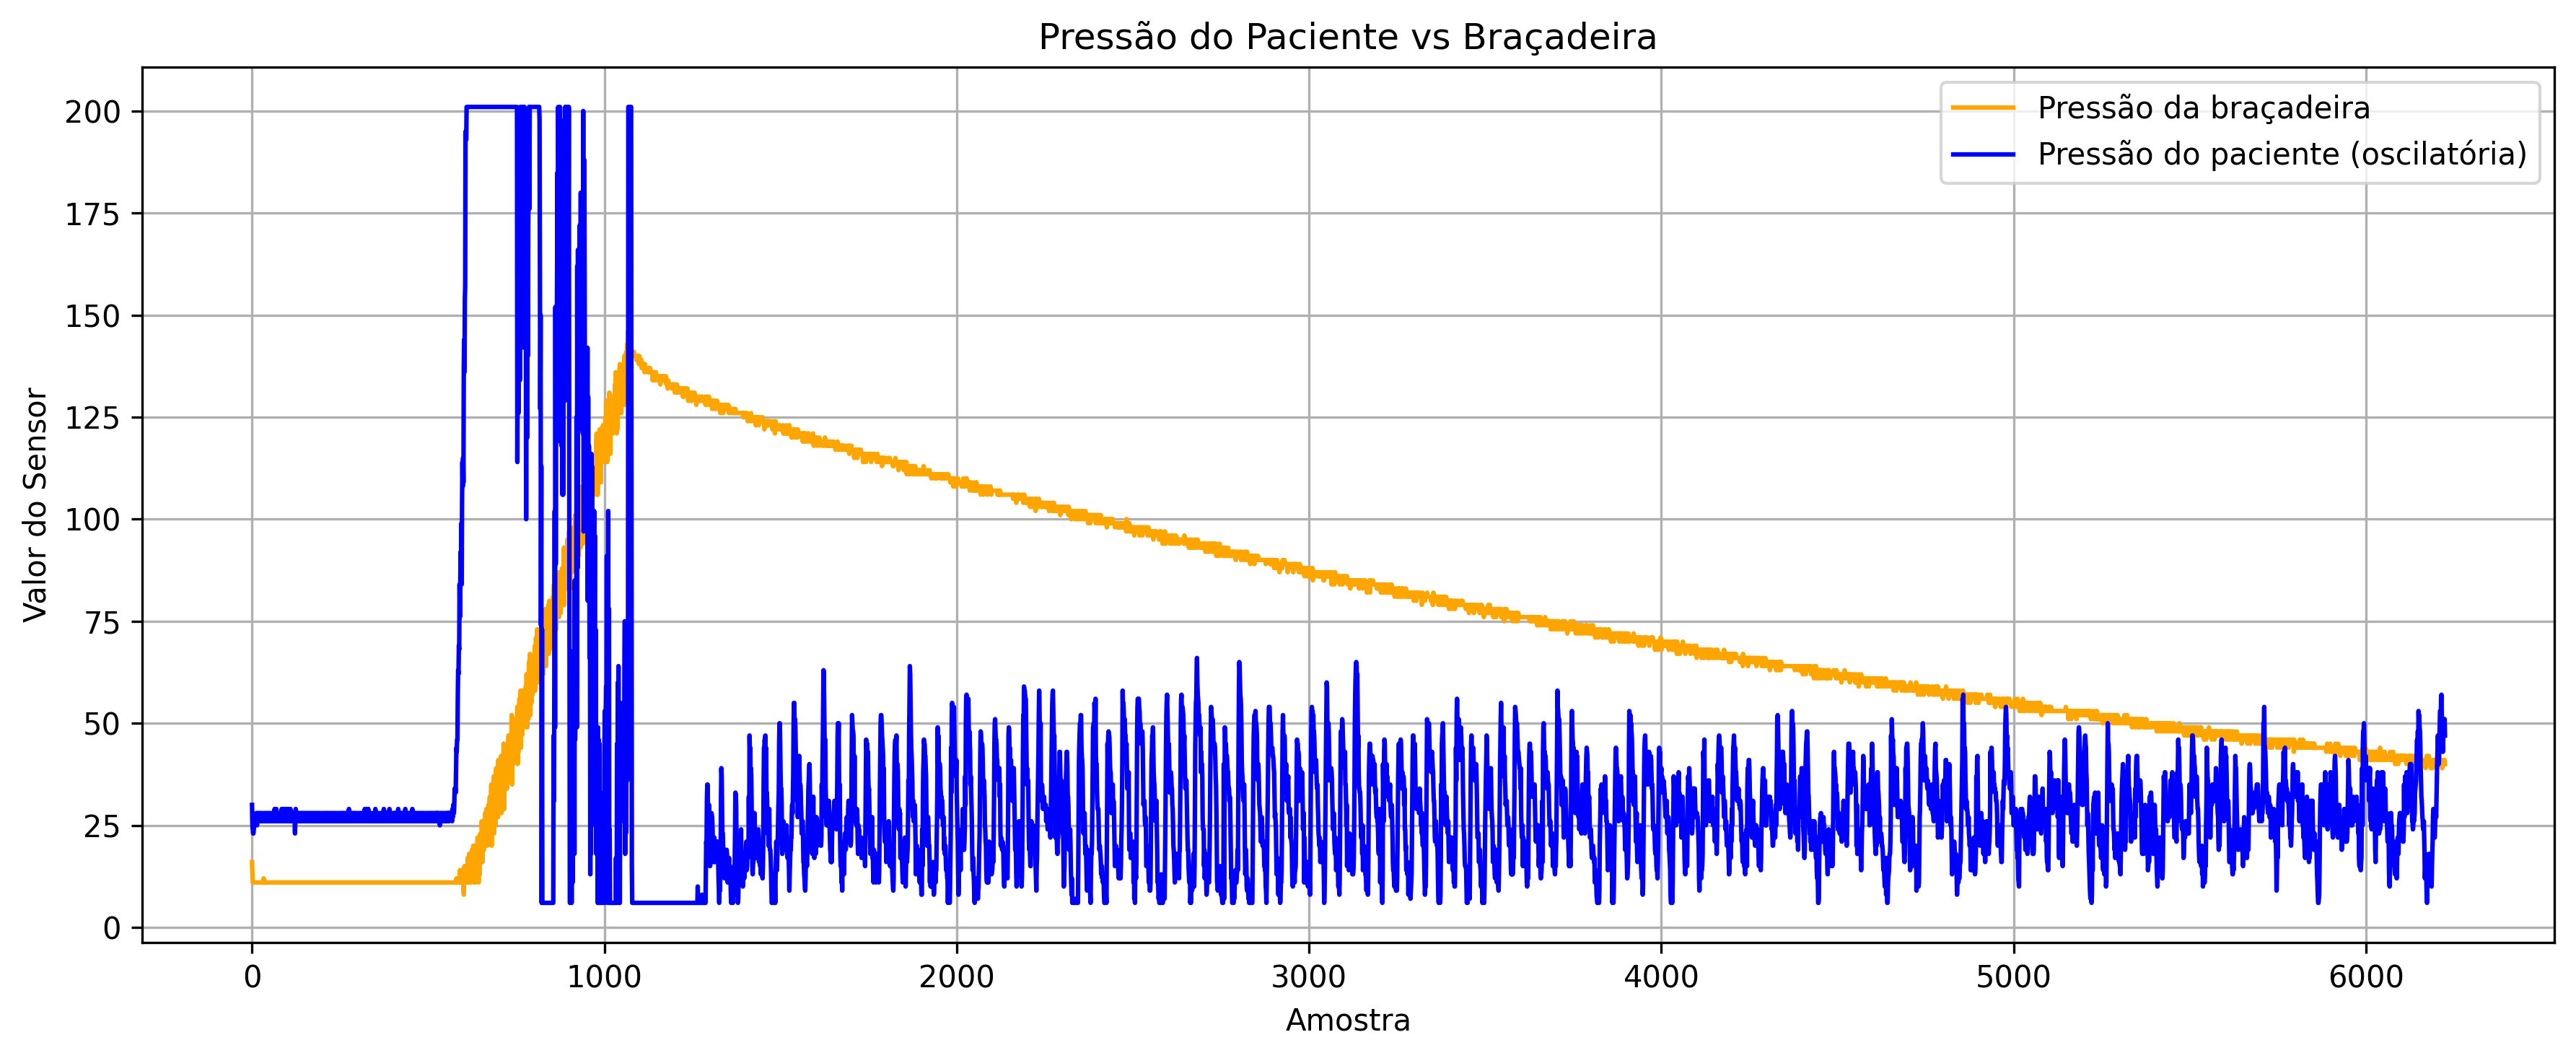 Pressão do Paciente vs Braçadeira
Pressão da braçadeira
Pressão do paciente (oscilatória)
Valor do Sensor
200
175
150
125
100
75
50
25
0
0 1000 2000 3000 4000 5000 6000
Amostra